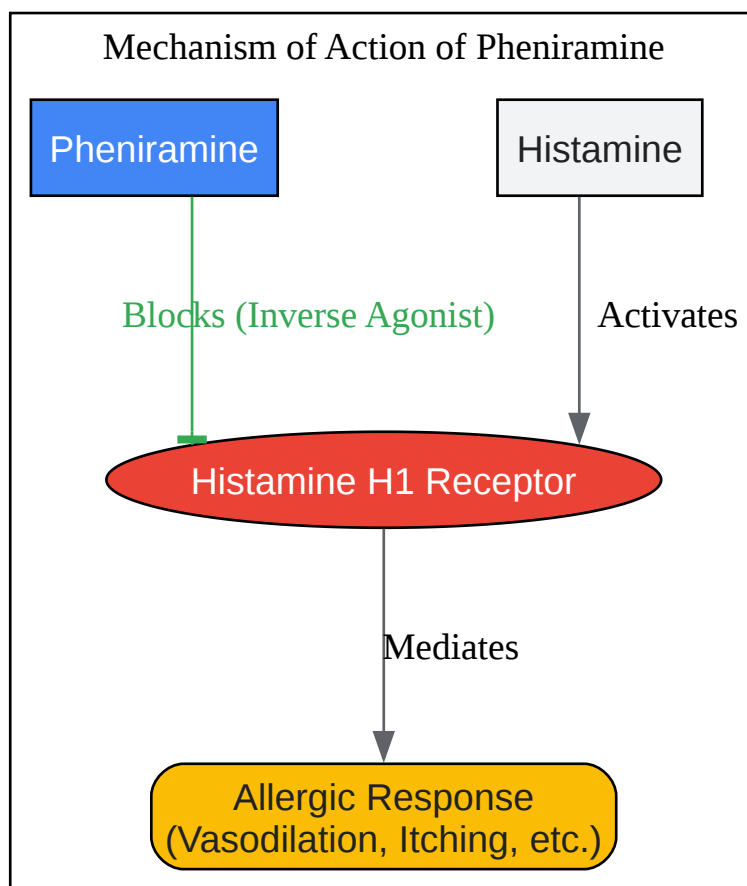 Mechanism of Action of Pheniramine
Pheniramine
Histamine
Blocks (Inverse Agonist)
Activates
Histamine H1 Receptor
Mediates
Allergic Response
(Vasodilation, Itching, etc.)